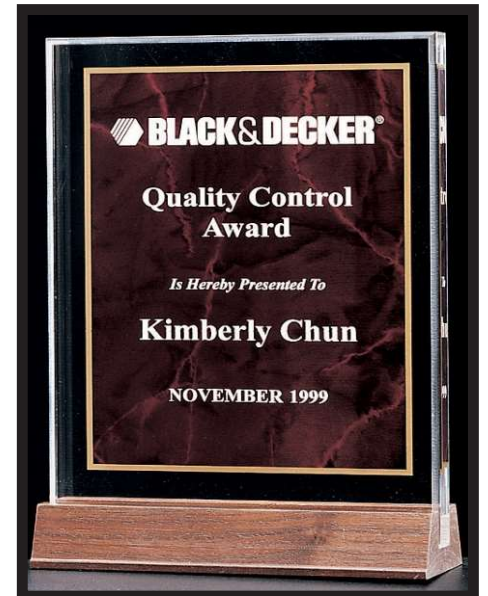 BLACK&DECKER®
Quality Control
Award
Is Hereby Presented To
Kimberly Chun
NOVEMBER 1999